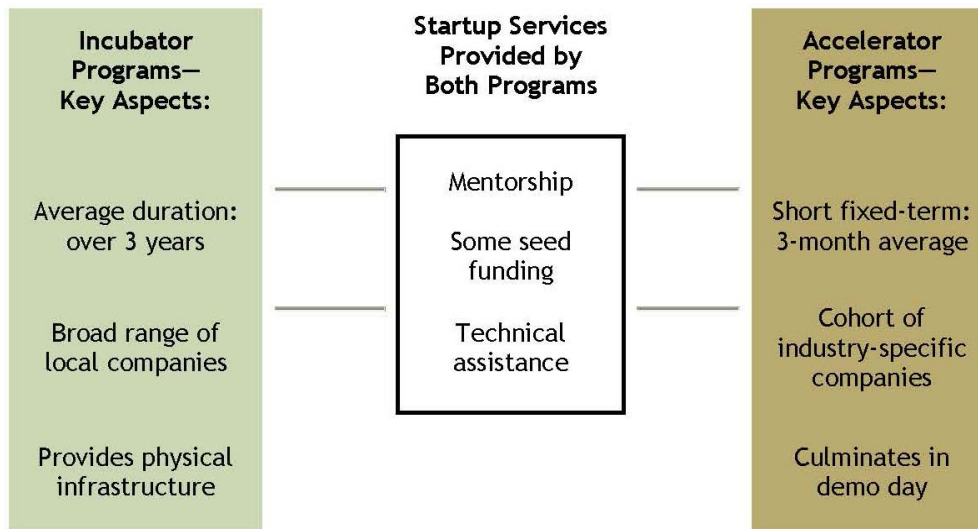 Incubator
Programs—
Key Aspects:
Average duration:
over 3 years
Broad range of
local companies
Provides physical
infrastructure
Startup Services
Provided by
Both Programs
Mentorship
Some seed
funding
Technical
assistance
Accelerator
Programs—
Key Aspects:
Short fixed-term:
3-month average
Cohort of
industry-specific
companies
Culminates in
demo day